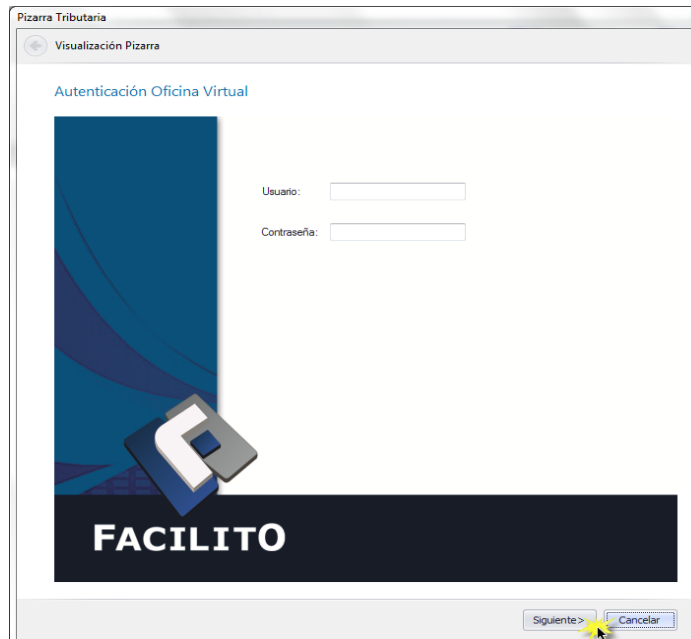 Pizarra Tributaria
Visualización Pizarra
Autenticación Oficina Virtual
Usuario:
Contraseña:
FACILITO
Siguiente >
Cancelar